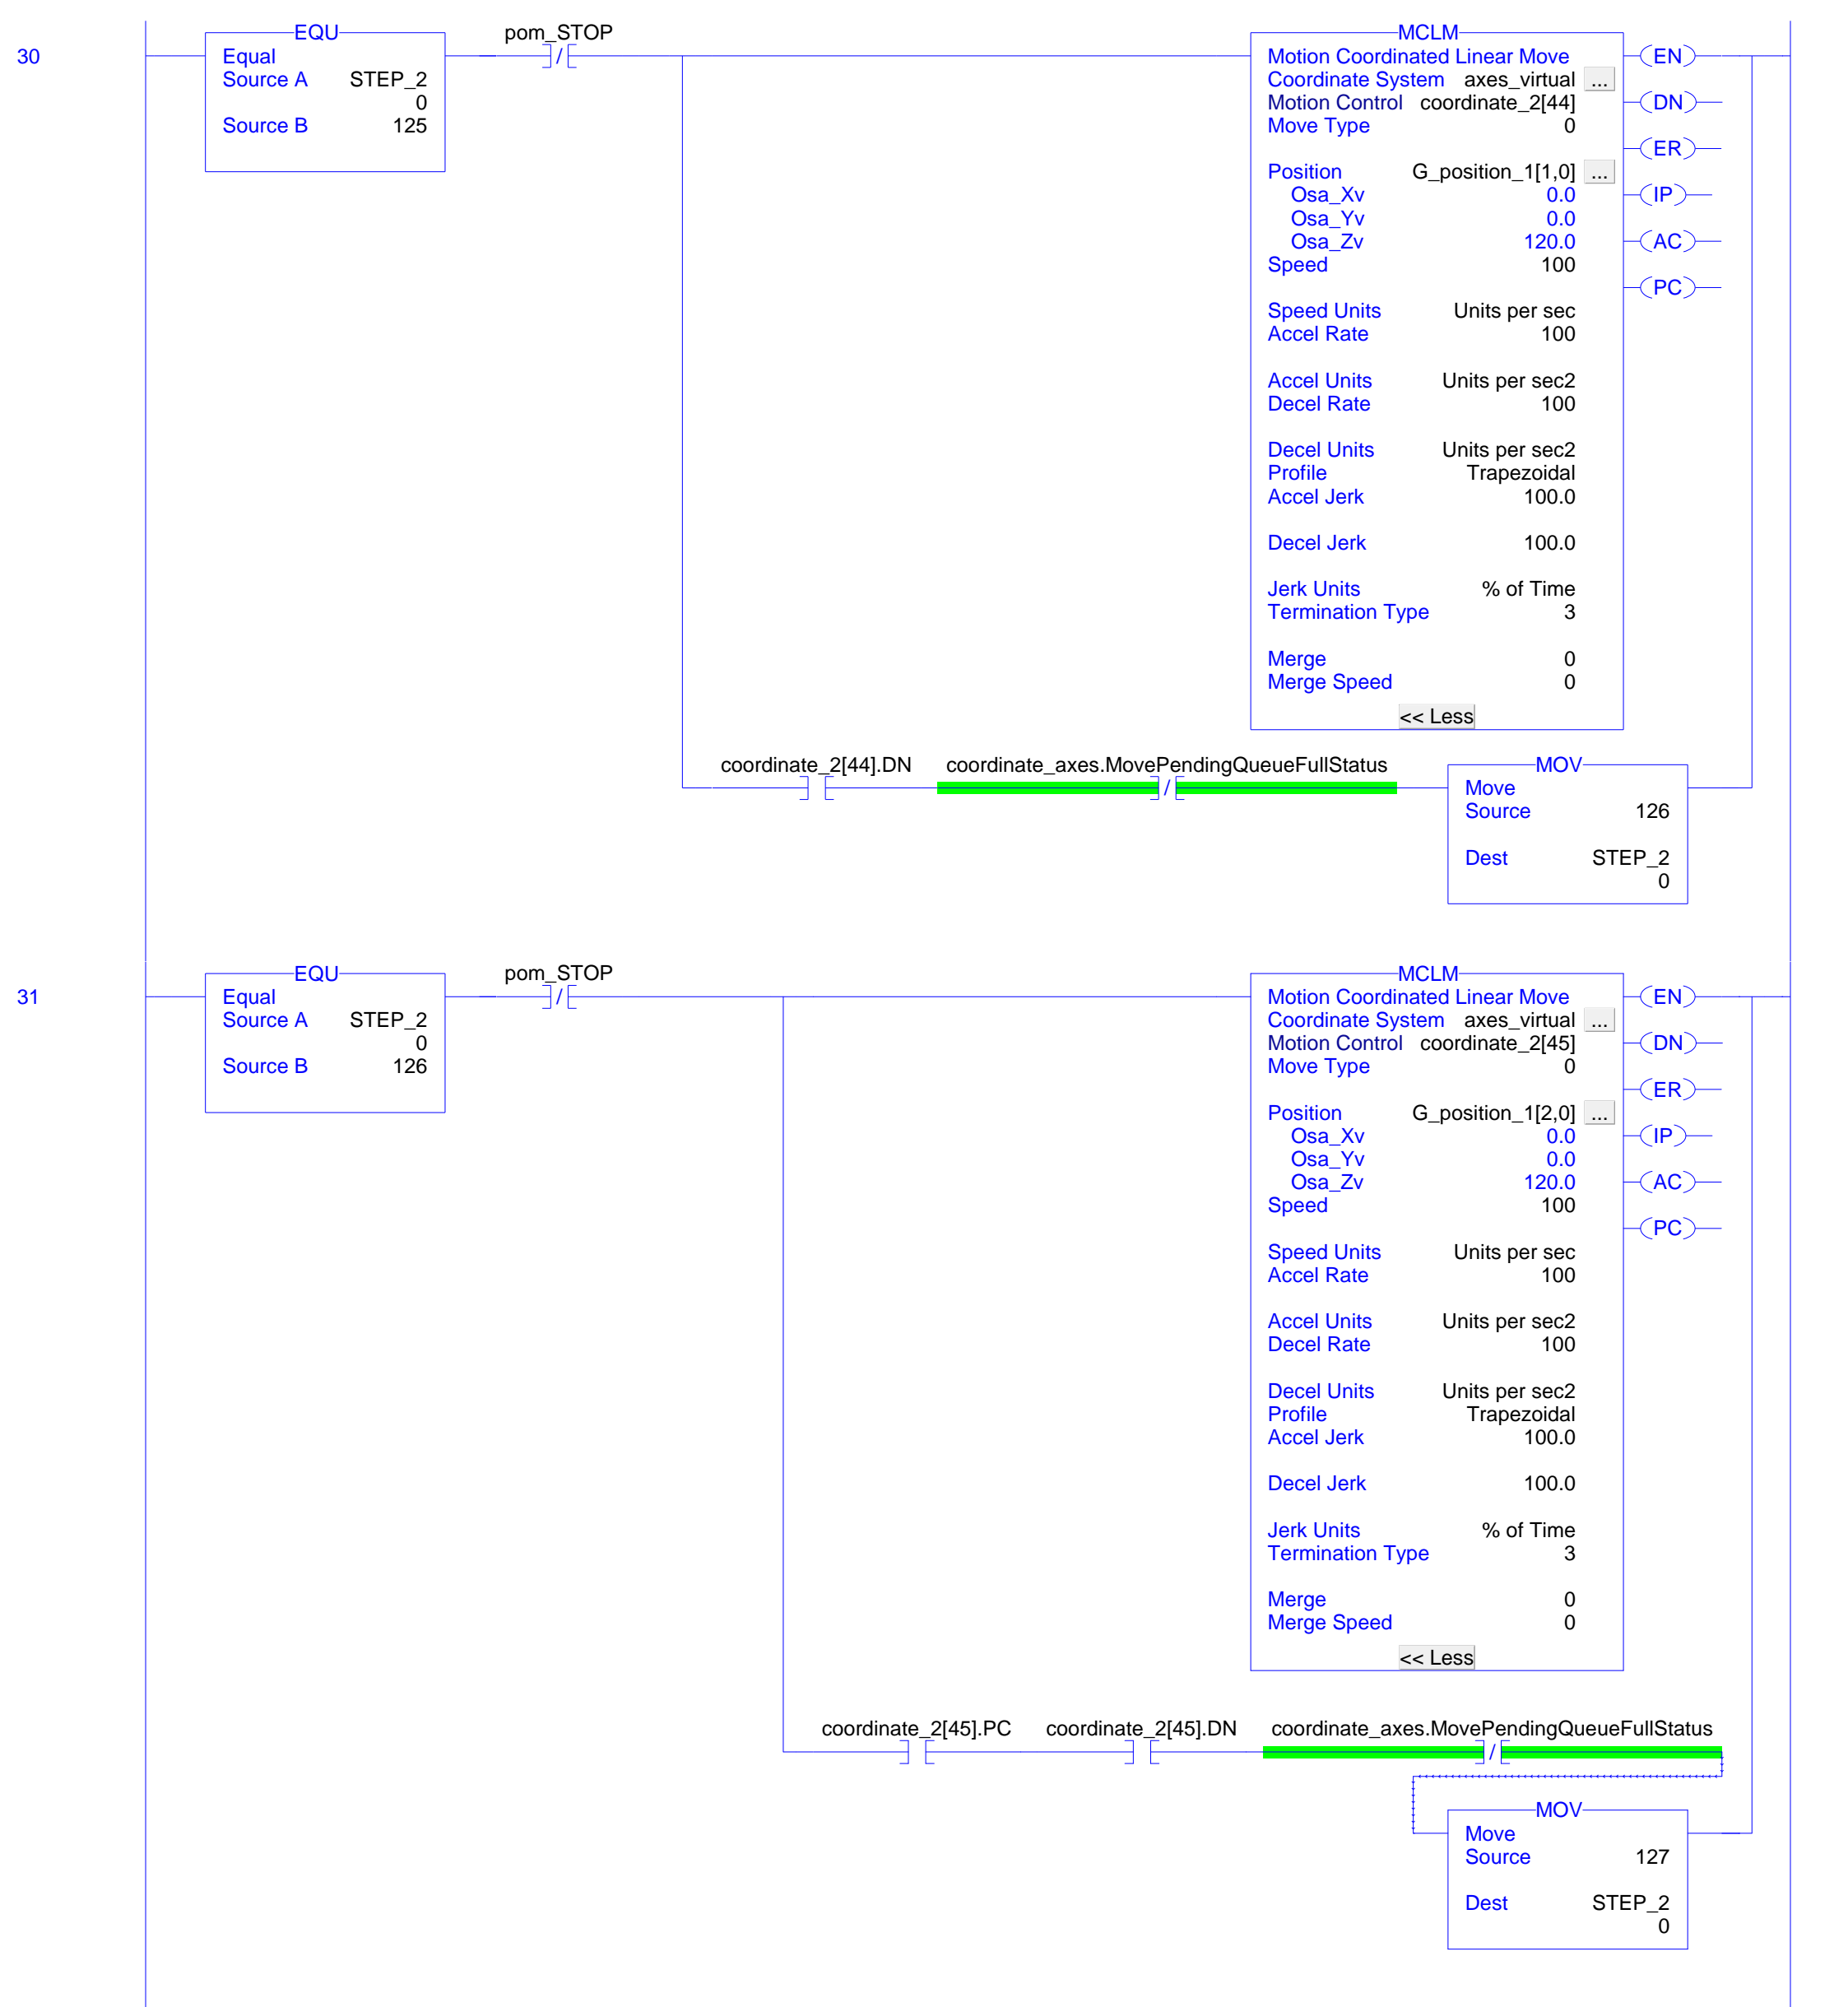 30
EQU
Equal
Source A STEP_2
0
Source B 125
pom_STOP
/
MCLM
Motion Coordinated Linear Move
Coordinate System axes_virtual ...
Motion Control coordinate_2[44]
Move Type 0
Position G_position_1[1,0] ...
Osa_Xv 0.0
Osa_Yv 0.0
Osa_Zv 120.0
Speed 100
Speed Units Units per sec
Accel Rate 100
Accel Units Units per sec2
Decel Rate 100
Decel Units Units per sec2
Profile Trapezoidal
Accel Jerk 100.0
Decel Jerk 100.0
Jerk Units % of Time
Termination Type 3
Merge 0
Merge Speed 0
<< Less
EN
DN
ER
IP
AC
PC
coordinate_2[44].DN
coordinate_axes.MovePendingQueueFullStatus
/
MOV
Move
Source 126
Dest STEP_2
0
31
EQU
Equal
Source A STEP_2
0
Source B 126
pom_STOP
/
MCLM
Motion Coordinated Linear Move
Coordinate System axes_virtual ...
Motion Control coordinate_2[45]
Move Type 0
Position G_position_1[2,0] ...
Osa_Xv 0.0
Osa_Yv 0.0
Osa_Zv 120.0
Speed 100
Speed Units Units per sec
Accel Rate 100
Accel Units Units per sec2
Decel Rate 100
Decel Units Units per sec2
Profile Trapezoidal
Accel Jerk 100.0
Decel Jerk 100.0
Jerk Units % of Time
Termination Type 3
Merge 0
Merge Speed 0
<< Less
EN
DN
ER
IP
AC
PC
coordinate_2[45].PC
coordinate_2[45].DN
coordinate_axes.MovePendingQueueFullStatus
/
MOV
Move
Source 127
Dest STEP_2
0